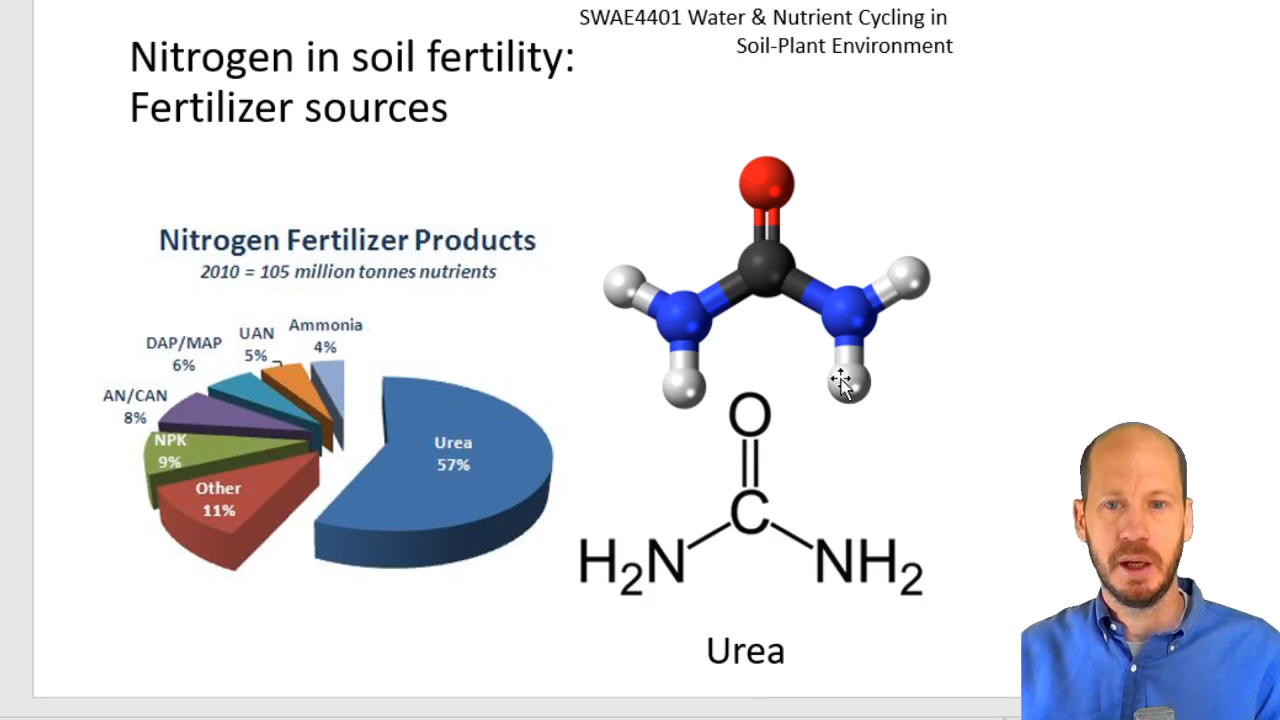 SWAE4401 Water & Nutrient Cycling in
Soil-Plant Environment
Nitrogen in soil fertility:
Fertilizer sources
Nitrogen Fertilizer Products
2010 = 105 million tonnes nutrients
Ammonia
4%
UAN
5%
DAP/MAP
6%
AN/CAN
8%
NPK
9%
Other
11%
Urea
57%
O
C
H2N
NH2
Urea